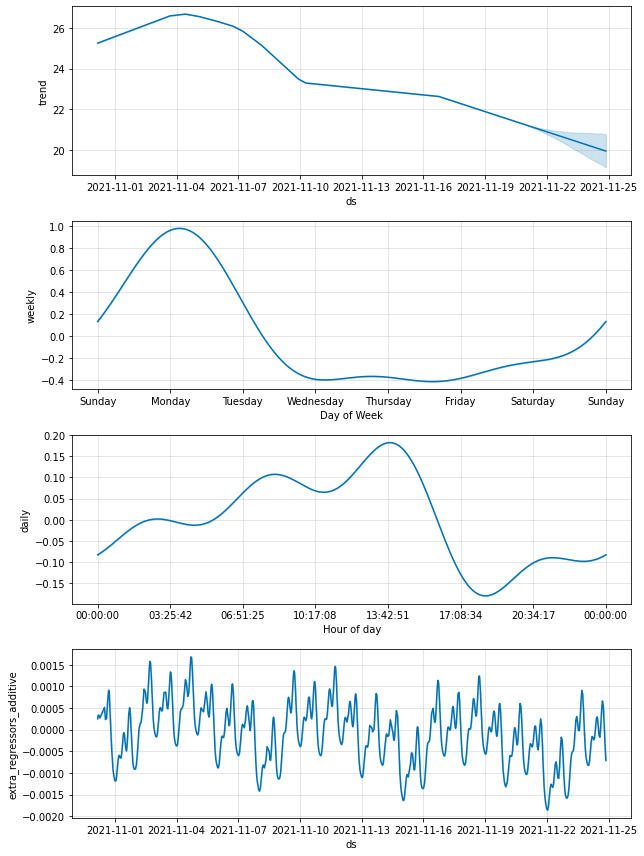 26
24
22
20
trend
2021-11-01 2021-11-04 2021-11-07 2021-11-10 2021-11-13 2021-11-16 2021-11-19 2021-11-22 2021-11-25
ds
1.0
0.8
0.6
0.4
0.2
0.0
−0.2
−0.4
weekly
Sunday Monday Tuesday Wednesday Thursday Friday Saturday Sunday
Day of Week
0.20
0.15
0.10
0.05
0.00
−0.05
−0.10
−0.15
daily
00:00:00 03:25:42 06:51:25 10:17:08 13:42:51 17:08:34 20:34:17 00:00:00
Hour of day
0.0015
0.0010
0.0005
0.0000
−0.0005
−0.0010
−0.0015
−0.0020
extra_regressors_additive
2021-11-01 2021-11-04 2021-11-07 2021-11-10 2021-11-13 2021-11-16 2021-11-19 2021-11-22 2021-11-25
ds